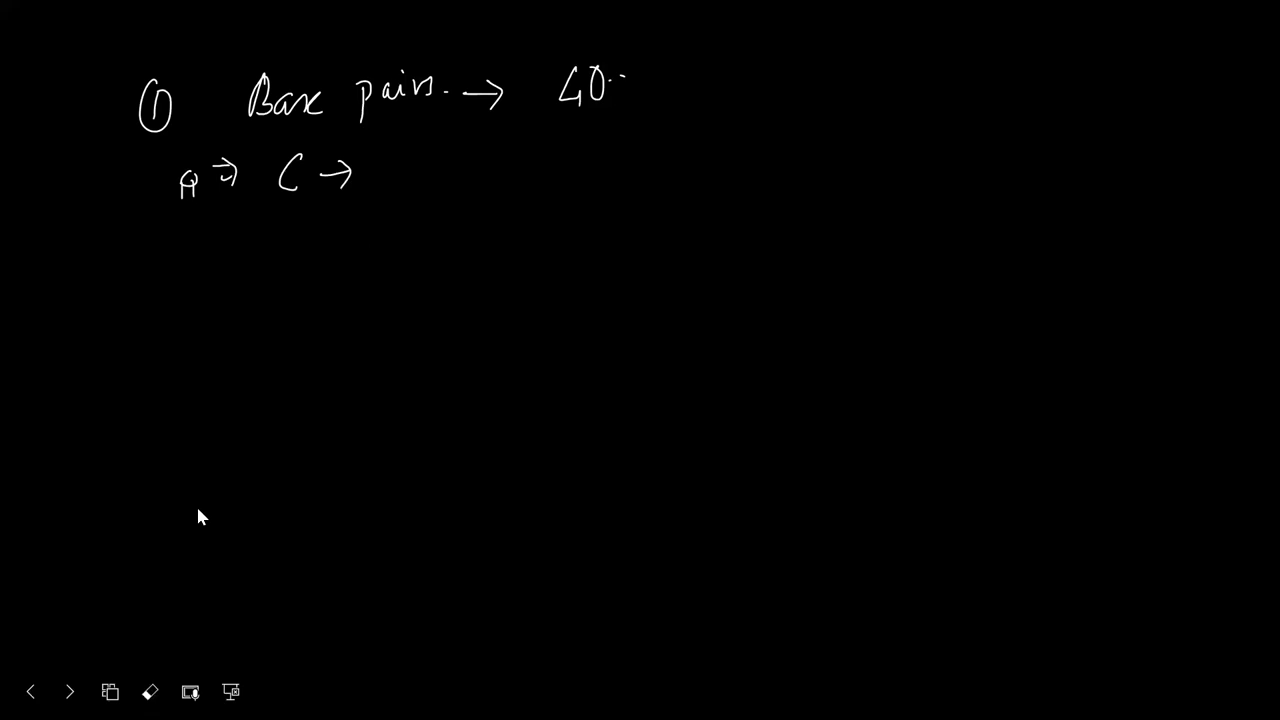 ① Base pairs. → 40..
A ⇒ C →